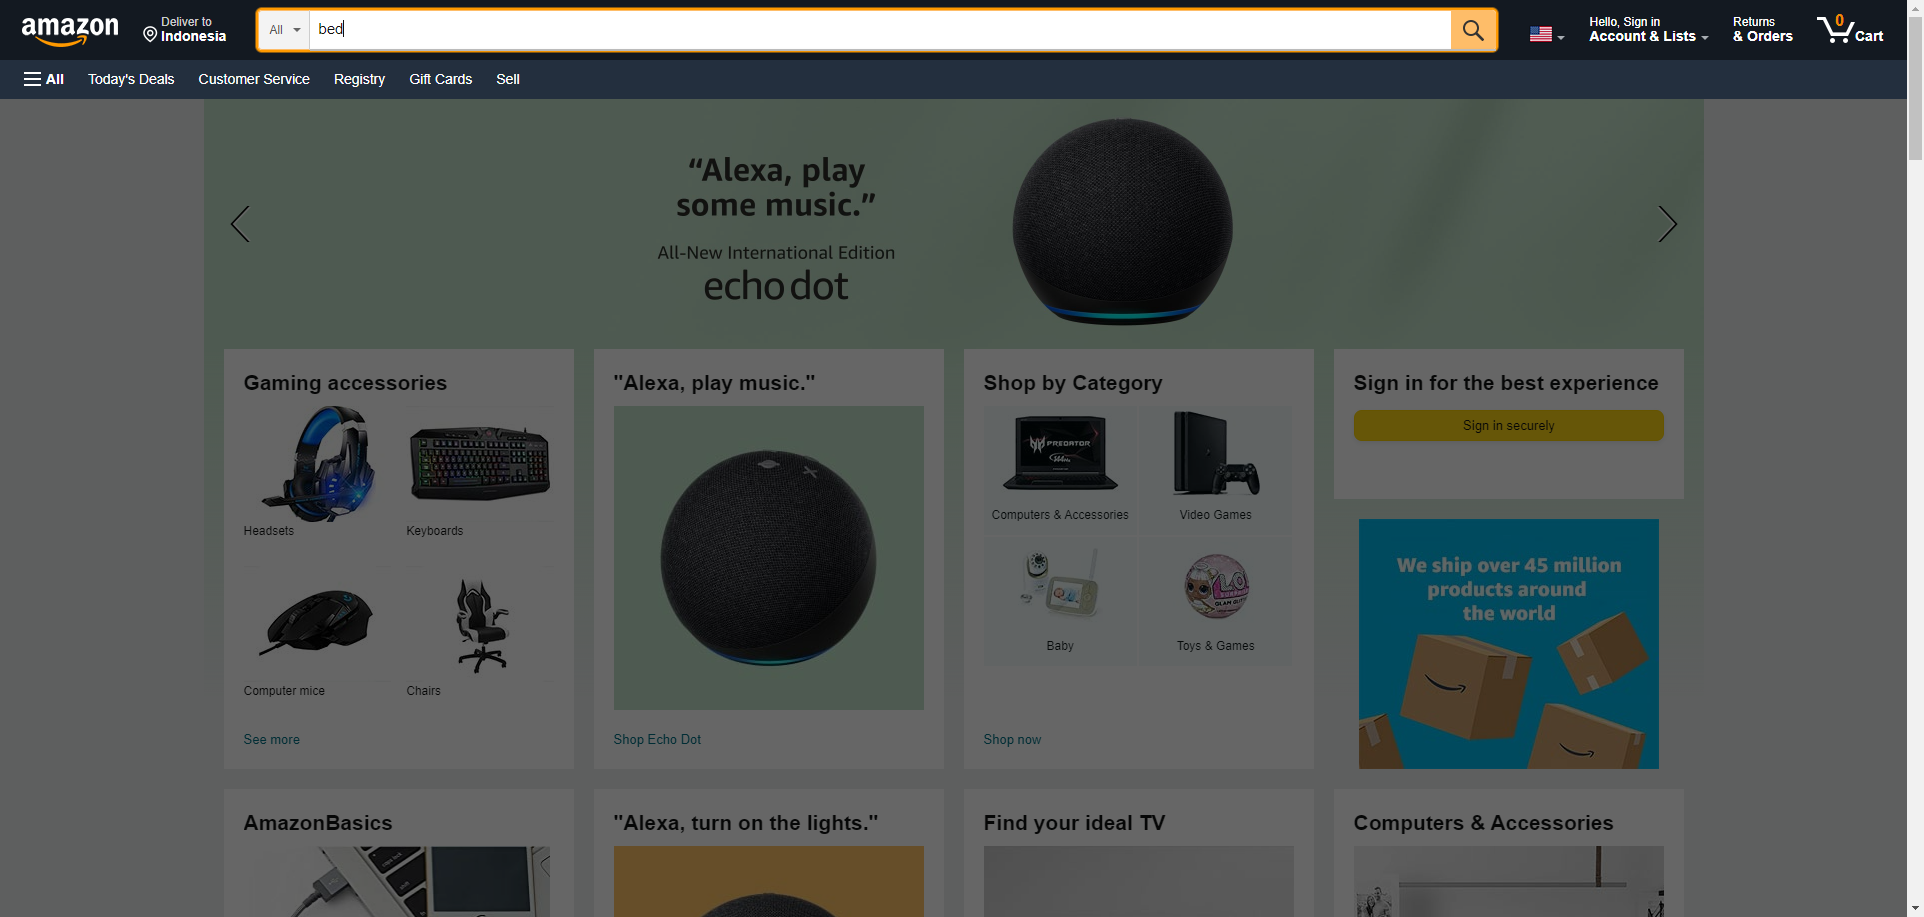 amazon
Deliver to
Indonesia
All
bed
Hello, Sign in
Account & Lists
Returns
& Orders
0
Cart
All
Today's Deals
Customer Service
Registry
Gift Cards
Sell
“Alexa, play
some music.”
All-New International Edition
echo dot
Gaming accessories
Headsets
Keyboards
Computer mice
Chairs
See more
"Alexa, play music."
Shop Echo Dot
Shop by Category
PREDATOR
144Hz
Computers & Accessories
Video Games
Baby
L.O.L.
SURPRISE!
GLAM GLITTER
Toys & Games
Shop now
Sign in for the best experience
Sign in securely
We ship over 45 million
products around
the world
AmazonBasics
"Alexa, turn on the lights."
Find your ideal TV
Computers & Accessories